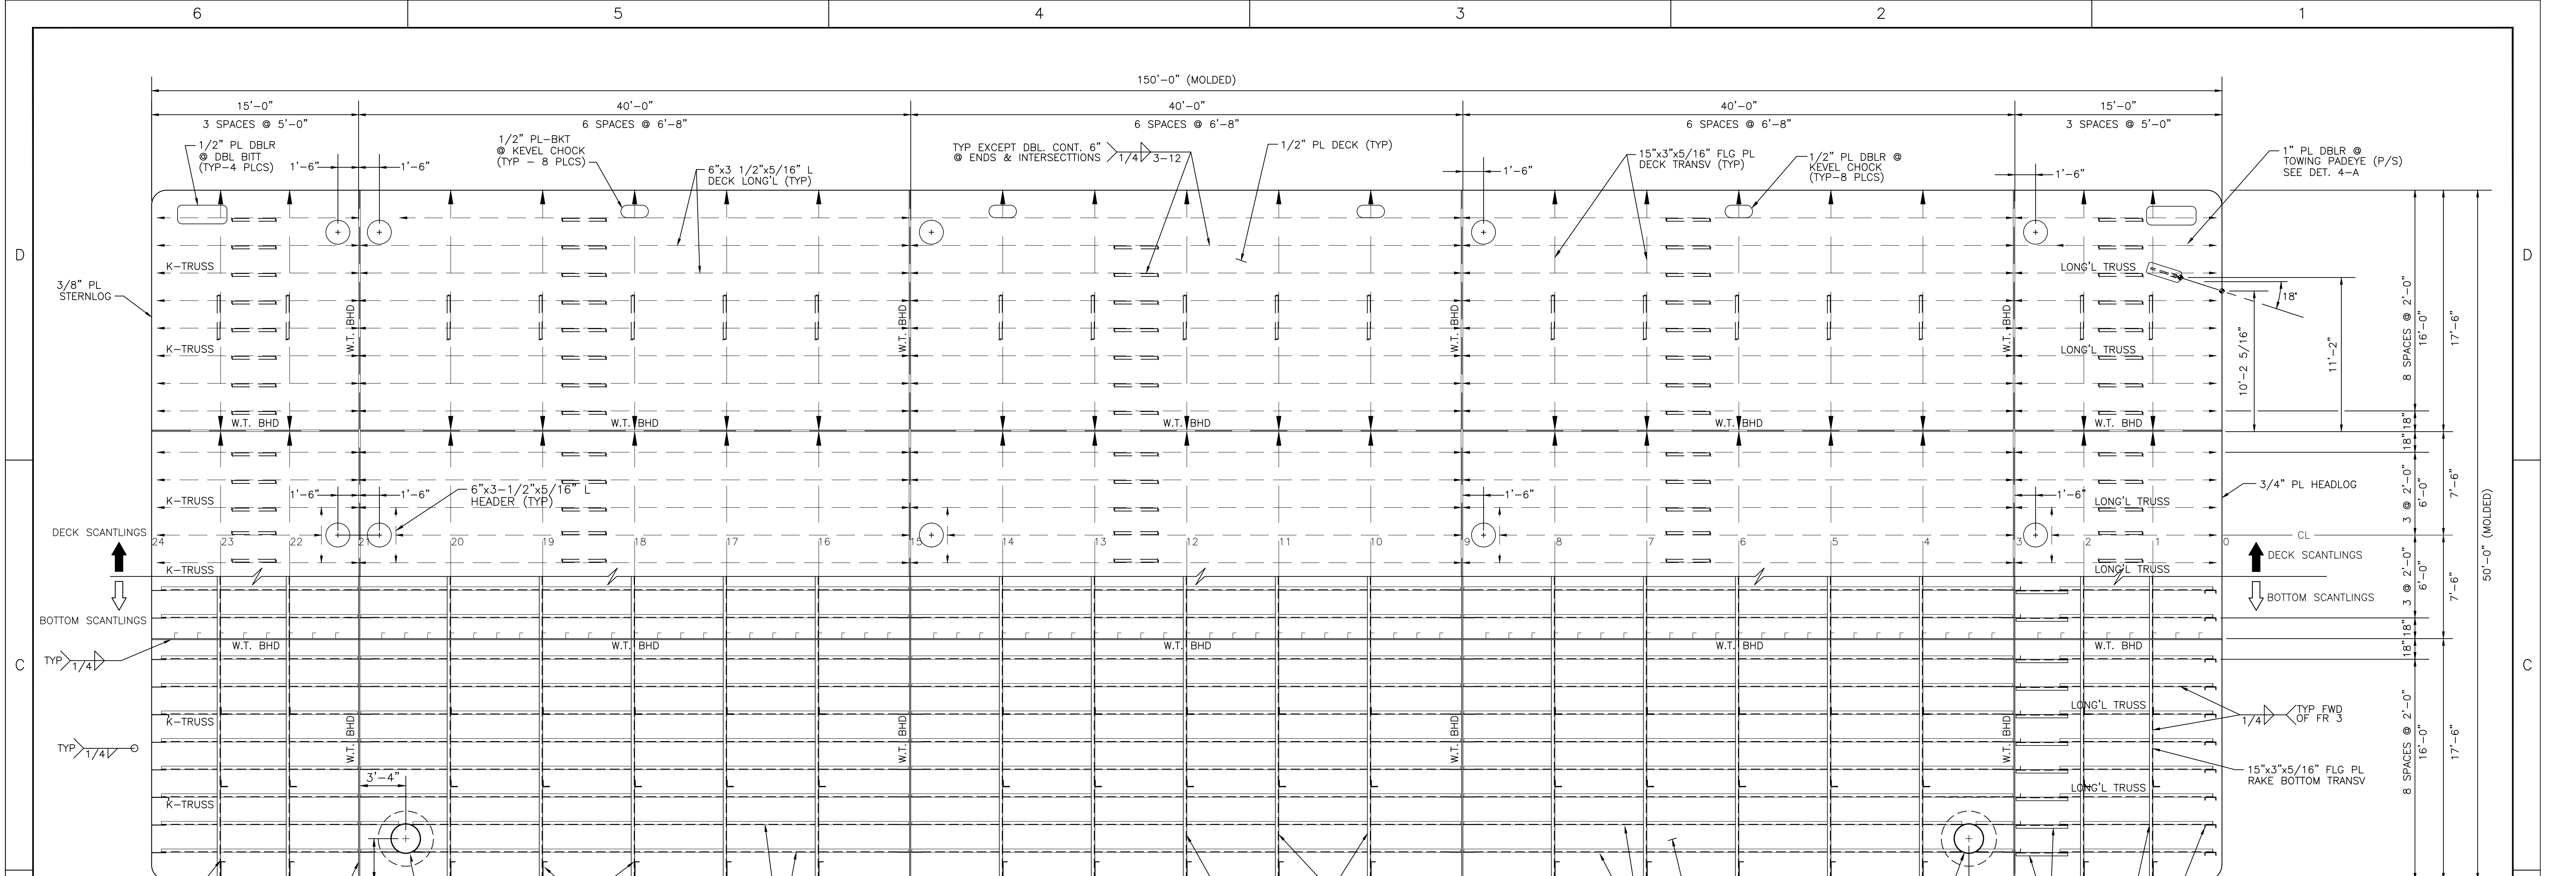 6 5 4 3 2 1
150'-0" (MOLDED)
15'-0" 40'-0" 40'-0" 40'-0" 15'-0"
3 SPACES @ 5'-0" 6 SPACES @ 6'-8" 6 SPACES @ 6'-8" 6 SPACES @ 6'-8" 3 SPACES @ 5'-0"
1/2" PL DBLR
@ DBL BITT
(TYP-4 PLCS)
1'-6" 1'-6"
1/2" PL-BKT
@ KEVEL CHOCK
(TYP - 8 PLCS)
6"x3 1/2"x5/16" L
DECK LONG'L (TYP)
TYP EXCEPT DBL. CONT. 6"
@ ENDS & INTERSECTTIONS
1/4 3-12
1/2" PL DECK (TYP)
1'-6"
15"x3"x5/16" FLG PL
DECK TRANSV (TYP)
1/2" PL DBLR @
KEVEL CHOCK
(TYP-8 PLCS)
1'-6"
1" PL DBLR @
TOWING PADEYE (P/S)
SEE DET. 4-A
D
D
K-TRUSS
LONG'L TRUSS
3/8" PL
STERNLOG
18°
W.T. BHD
W.T. BHD
W.T. BHD
W.T. BHD
K-TRUSS
LONG'L TRUSS
10'-2 5/16"
11'-2"
8 SPACES @ 2'-0"
16'-0"
17'-6"
W.T. BHD W.T. BHD W.T. BHD W.T. BHD W.T. BHD
18"
18"
3 @ 2'-0"
6'-0"
7'-6"
50'-0" (MOLDED)
1'-6" 1'-6"
K-TRUSS
6"x3-1/2"x5/16" L
HEADER (TYP)
1'-6"
1'-6"
LONG'L TRUSS
3/4" PL HEADLOG
DECK SCANTLINGS
24 23 22 21 20 19 18 17 16 15 14 13 12 11 10 9 8 7 6 5 4 3 2 1 0
CL
DECK SCANTLINGS
K-TRUSS
LONG'L TRUSS
BOTTOM SCANTLINGS
BOTTOM SCANTLINGS
3 @ 2'-0"
6'-0"
7'-6"
W.T. BHD W.T. BHD W.T. BHD W.T. BHD W.T. BHD
18"
18"
C
C
TYP 1/4
K-TRUSS
LONG'L TRUSS
1/4
TYP FWD
OF FR 3
TYP 1/4
W.T. BHD
W.T. BHD
W.T. BHD
W.T. BHD
3'-4"
15"x3"x5/16" FLG PL
RAKE BOTTOM TRANSV
K-TRUSS
LONG'L TRUSS
8 SPACES @ 2'-0"
16'-0"
17'-6"